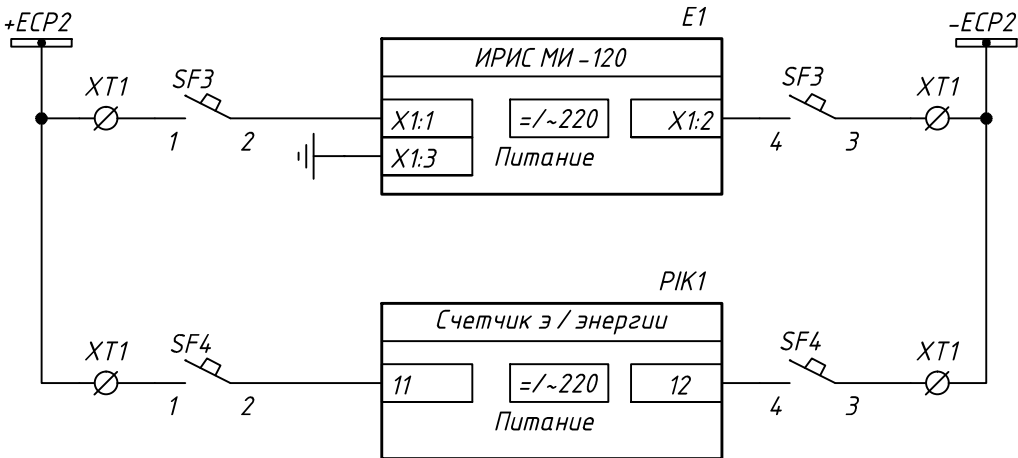 E1
+ECP2
-ECP2
ИРИС МИ -120
XT1
SF3
SF3
XT1
X1:1
=/~220
X1:2
1
2
4
3
X1:3
Питание
PIK1
Счетчик э / энергии
XT1
SF4
SF4
XT1
11
=/~220
12
1
2
4
3
Питание